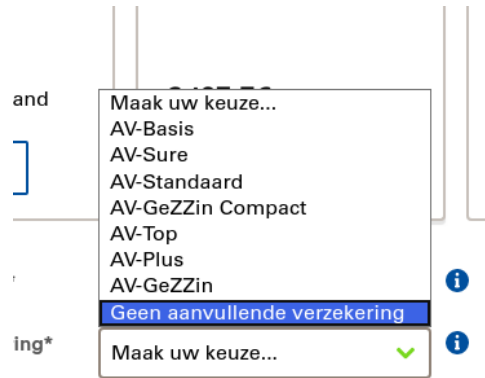 and
Maak uw keuze...
AV-Basis
AV-Sure
AV-Standaard
AV-GeZZin Compact
AV-Top
AV-Plus
AV-GeZZin
Geen aanvullende verzekering
ing*
Maak uw keuze...